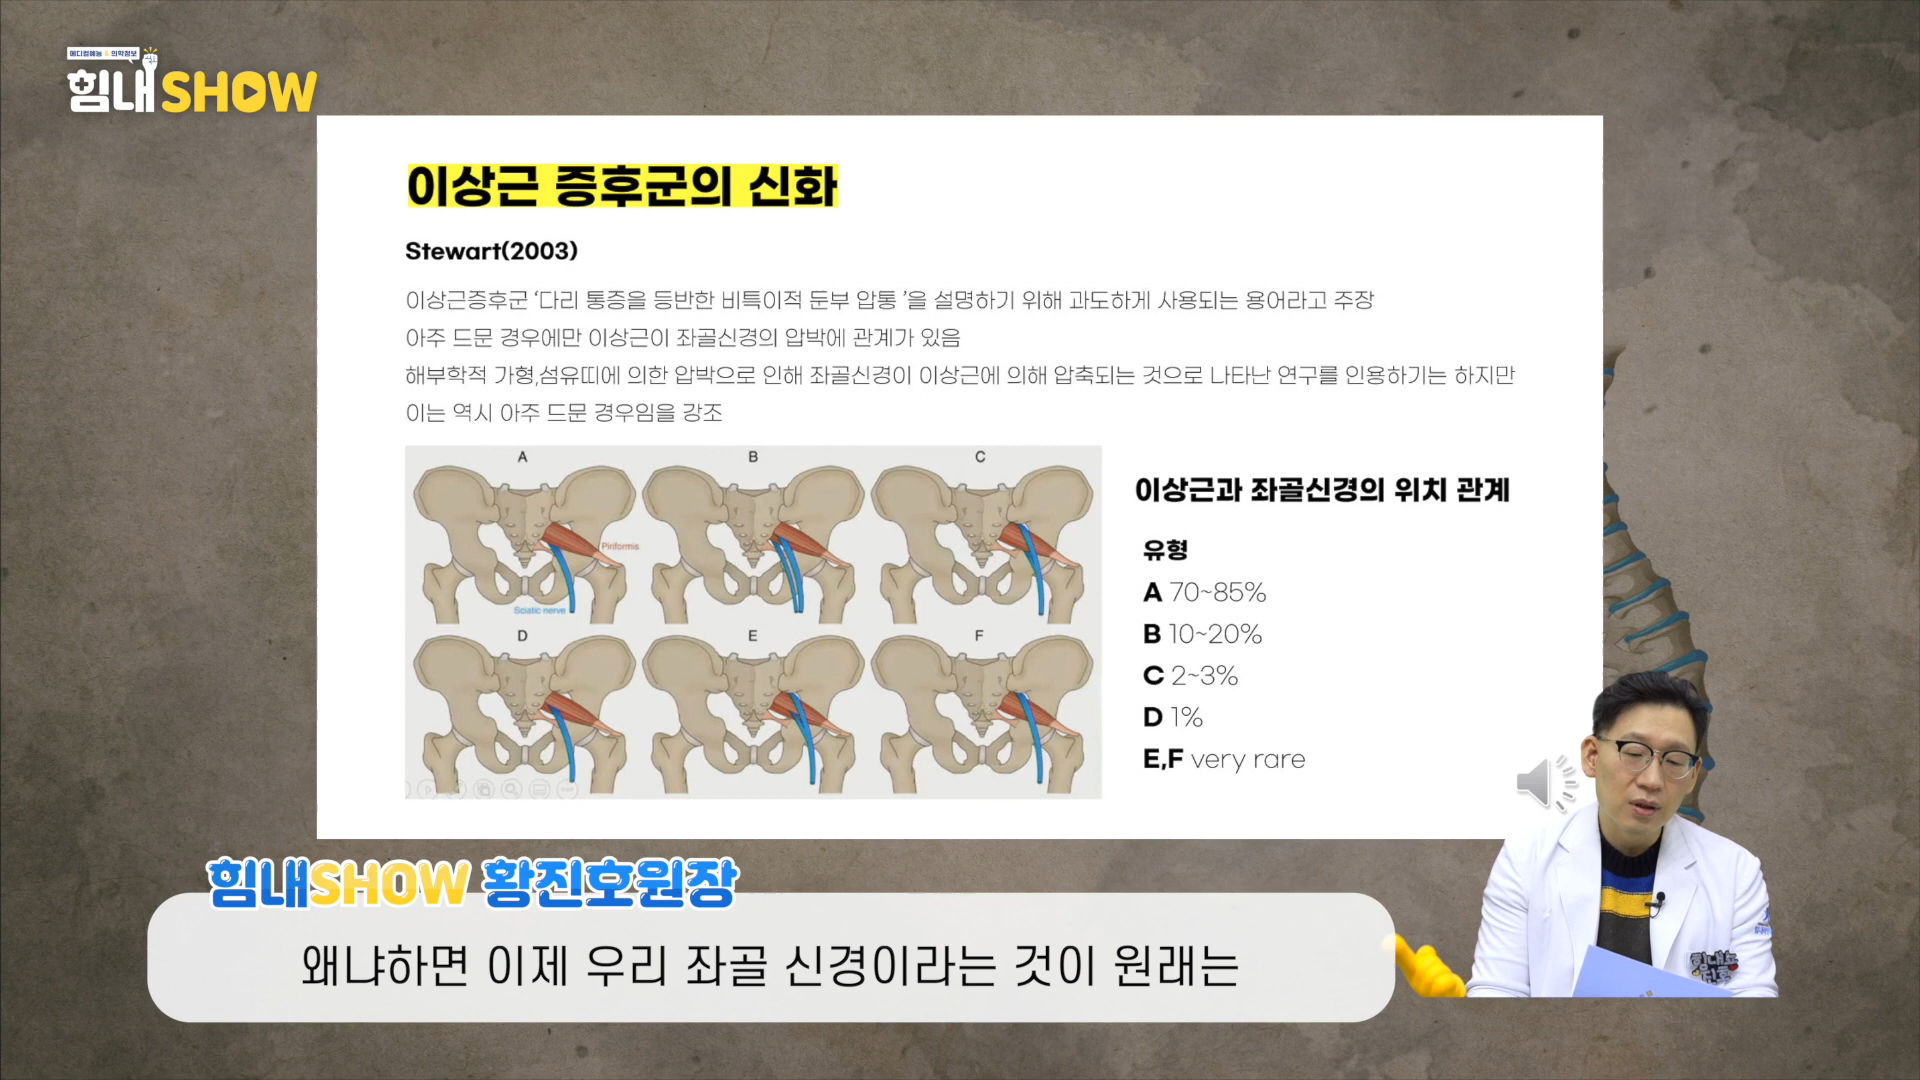 메디컬예능 & 의학정보
힘내SHOW
이상근 증후군의 신화
Stewart(2003)
이상근증후군 ‘다리 통증을 등반한 비특이적 둔부 압통 ’을 설명하기 위해 과도하게 사용되는 용어라고 주장
아주 드문 경우에만 이상근이 좌골신경의 압박에 관계가 있음
해부학적 가형,섬유띠에 의한 압박으로 인해 좌골신경이 이상근에 의해 압축되는 것으로 나타난 연구를 인용하기는 하지만
이는 역시 아주 드문 경우임을 강조
A B C
Piriformis
Sciatic nerve
D E F
이상근과 좌골신경의 위치 관계
유형
A 70~85%
B 10~20%
C 2~3%
D 1%
E,F very rare
힘내SHOW 황진호원장
왜냐하면 이제 우리 좌골 신경이라는 것이 원래는